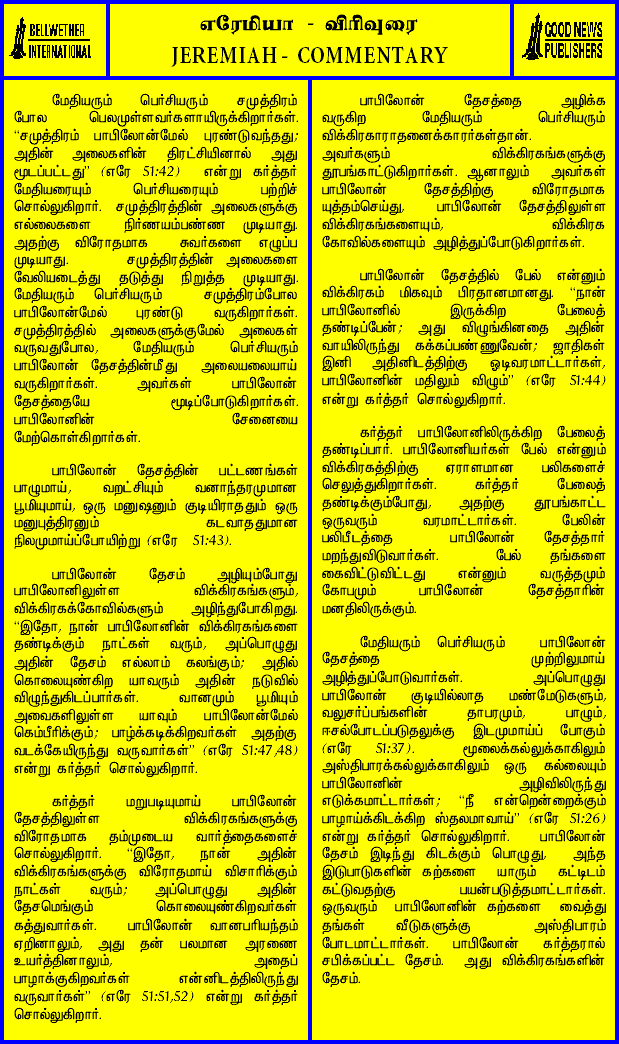 BELLWETHER
INTERNATIONAL
எரேமியா - விரிவுரை
JEREMIAH - COMMENTARY
GOOD NEWS
PUBLISHERS
மேதியரும் பெர்சியரும் சமுத்திரம்
போல பெலமுள்ளவர்களாயிருக்கிறார்கள்.
“சமுத்திரம் பாபிலோன்மேல் புரண்டுவந்தது;
அதின் அலைகளின் திரட்சியினால் அது
மூடப்பட்டது” (எரே 51:42) என்று கர்த்தர்
மேதியரையும் பெர்சியரையும் பற்றிச்
சொல்லுகிறார். சமுத்திரத்தின் அலைகளுக்கு
எல்லைகளை நிர்ணயம்பண்ண முடியாது.
அதற்கு விரோதமாக சுவர்களை எழுப்ப
முடியாது. சமுத்திரத்தின் அலைகளை
வேலியடைத்து தடுத்து நிறுத்த முடியாது.
மேதியரும் பெர்சியரும் சமுத்திரம்போல
பாபிலோன்மேல் புரண்டு வருகிறார்கள்.
சமுத்திரத்தில் அலைகளுக்குமேல் அலைகள்
வருவதுபோல, மேதியரும் பெர்சியரும்
பாபிலோன் தேசத்தின்மீது அலையலையாய்
வருகிறார்கள். அவர்கள் பாபிலோன்
தேசத்தையே மூடிப்போடுகிறார்கள்.
பாபிலோனின் சேனையை
மேற்கொள்கிறார்கள்.
பாபிலோன் தேசத்தின் பட்டணங்கள்
பாழுமாய், வறட்சியும் வனாந்தரமுமான
பூமியுமாய், ஒரு மனுஷனும் குடியிராததும் ஒரு
மனுபுத்திரனும் கடவாததுமான
நிலமுமாய்ப்போயிற்று (எரே 51:43).
பாபிலோன் தேசம் அழியும்போது
பாபிலோனிலுள்ள விக்கிரகங்களும்,
விக்கிரகக்கோவில்களும் அழிந்துபோகிறது.
“இதோ, நான் பாபிலோனின் விக்கிரகங்களை
தண்டிக்கும் நாட்கள் வரும், அப்பொழுது
அதின் தேசம் எல்லாம் கலங்கும்; அதில்
கொலையுண்கிற யாவரும் அதின் நடுவில்
விழுந்துகிடப்பார்கள். வானமும் பூமியும்
அவைகளிலுள்ள யாவும் பாபிலோன்மேல்
கெம்பீரிக்கும்; பாழ்க்கடிக்கிறவர்கள் அதற்கு
வடக்கேயிருந்து வருவார்கள்” (எரே 51:47,48)
என்று கர்த்தர் சொல்லுகிறார்.
கர்த்தர் மறுபடியுமாய் பாபிலோன்
தேசத்திலுள்ள விக்கிரகங்களுக்கு
விரோதமாக தம்முடைய வார்த்தைகளைச்
சொல்லுகிறார். “இதோ, நான் அதின்
விக்கிரகங்களுக்கு விரோதமாய் விசாரிக்கும்
நாட்கள் வரும்; அப்பொழுது அதின்
தேசமெங்கும் கொலையுண்கிறவர்கள்
கத்துவார்கள். பாபிலோன் வானபரியந்தம்
ஏறினாலும், அது தன் பலமான அரணை
உயர்த்தினாலும், அதைப்
பாழாக்குகிறவர்கள் என்னிடத்திலிருந்து
வருவார்கள்” (எரே 51:51,52) என்று கர்த்தர்
சொல்லுகிறார்.
பாபிலோன் தேசத்தை அழிக்க
வருகிற மேதியரும் பெர்சியரும்
விக்கிரகாராதனைக்காரர்கள்தான்.
அவர்களும் விக்கிரகங்களுக்கு
தூபங்காட்டுகிறார்கள். ஆனாலும் அவர்கள்
பாபிலோன் தேசத்திற்கு விரோதமாக
யுத்தம்செய்து, பாபிலோன் தேசத்திலுள்ள
விக்கிரகங்களையும், விக்கிரக
கோவில்களையும் அழித்துப்போடுகிறார்கள்.
பாபிலோன் தேசத்தில் பேல் என்னும்
விக்கிரகம் மிகவும் பிரதானமானது. “நான்
பாபிலோனில் இருக்கிற பேலைத்
தண்டிப்பேன்; அது விழுங்கினதை அதின்
வாயிலிருந்து கக்கப்பண்ணுவேன்; ஜாதிகள்
இனி அதினிடத்திற்கு ஓடிவரமாட்டார்கள்,
பாபிலோனின் மதிலும் விழும்” (எரே 51:44)
என்று கர்த்தர் சொல்லுகிறார்.
கர்த்தர் பாபிலோனிலிருக்கிற பேலைத்
தண்டிப்பார். பாபிலோனியர்கள் பேல் என்னும்
விக்கிரகத்திற்கு ஏராளமான பலிகளைச்
செலுத்துகிறார்கள். கர்த்தர் பேலைத்
தண்டிக்கும்போது, அதற்கு தூபங்காட்ட
ஒருவரும் வரமாட்டார்கள். பேலின்
பலிபீடத்தை பாபிலோன் தேசத்தார்
மறந்துவிடுவார்கள். பேல் தங்களை
கைவிட்டுவிட்டது என்னும் வருத்தமும்
கோபமும் பாபிலோன் தேசத்தாரின்
மனதிலிருக்கும்.
மேதியரும் பெர்சியரும் பாபிலோன்
தேசத்தை முற்றிலுமாய்
அழித்துப்போடுவார்கள். அப்பொழுது
பாபிலோன் குடியில்லாத மண்மேடுகளும்,
வலுசர்ப்பங்களின் தாபரமும், பாழும்,
ஈசல்போடப்படுதலுக்கு இடமுமாய்ப் போகும்
(எரே 51:37). மூலைக்கல்லுக்காகிலும்
அஸ்திபாரக்கல்லுக்காகிலும் ஒரு கல்லையும்
பாபிலோனின் அழிவிலிருந்து
எடுக்கமாட்டார்கள்; “நீ என்றென்றைக்கும்
பாழாய்க்கிடக்கிற ஸ்தலமாவாய்” (எரே 51:26)
என்று கர்த்தர் சொல்லுகிறார். பாபிலோன்
தேசம் இடிந்து கிடக்கும் பொழுது, அந்த
இடுபாடுகளின் கற்களை யாரும் கட்டிடம்
கட்டுவதற்கு பயன்படுத்தமாட்டார்கள்.
ஒருவரும் பாபிலோனின் கற்களை வைத்து
தங்கள் வீடுகளுக்கு அஸ்திபாரம்
போடமாட்டார்கள். பாபிலோன் கர்த்தரால்
சபிக்கப்பட்ட தேசம். அது விக்கிரகங்களின்
தேசம்.